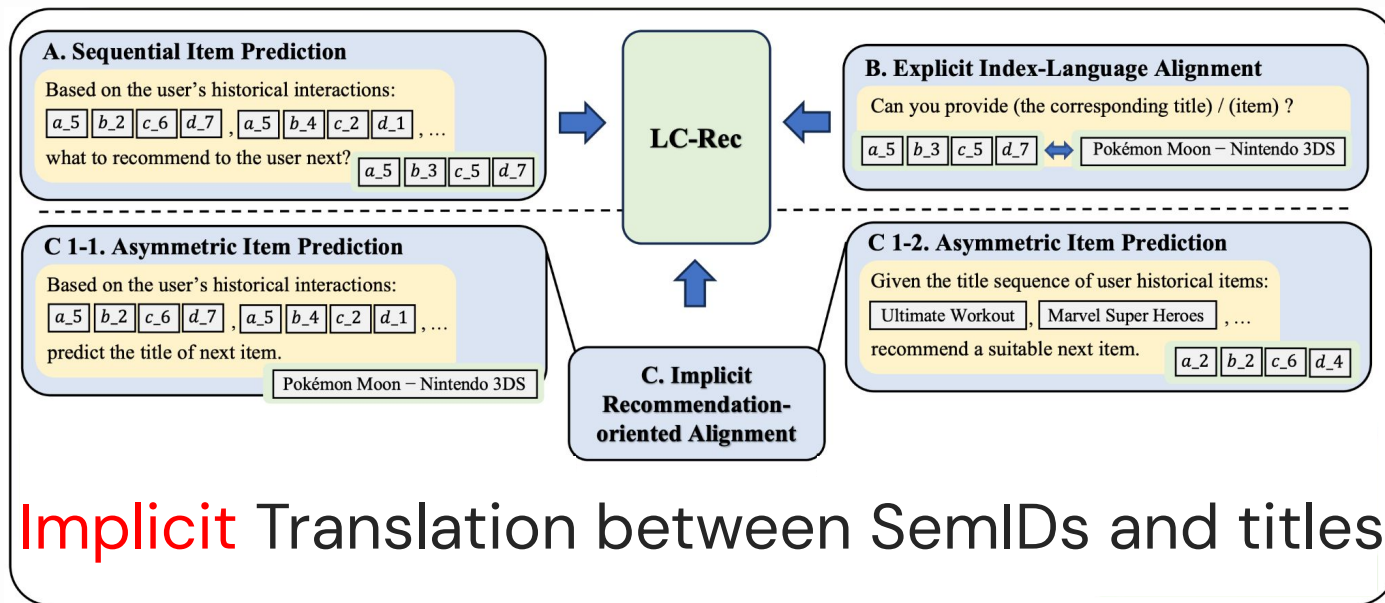 A. Sequential Item Prediction
Based on the user's historical interactions:
a_5 b_2 c_6 d_7 , a_5 b_4 c_2 d_1 , ...
what to recommend to the user next?
a_5 b_3 c_5 d_7
LC-Rec
B. Explicit Index-Language Alignment
Can you provide (the corresponding title) / (item) ?
a_5 b_3 c_5 d_7 Pokémon Moon – Nintendo 3DS
C 1-1. Asymmetric Item Prediction
Based on the user's historical interactions:
a_5 b_2 c_6 d_7 , a_5 b_4 c_2 d_1 , ...
predict the title of next item.
Pokémon Moon – Nintendo 3DS
C. Implicit
Recommendation-
oriented Alignment
C 1-2. Asymmetric Item Prediction
Given the title sequence of user historical items:
Ultimate Workout , Marvel Super Heroes , ...
recommend a suitable next item.
a_2 b_2 c_6 d_4
Implicit Translation between SemIDs and titles